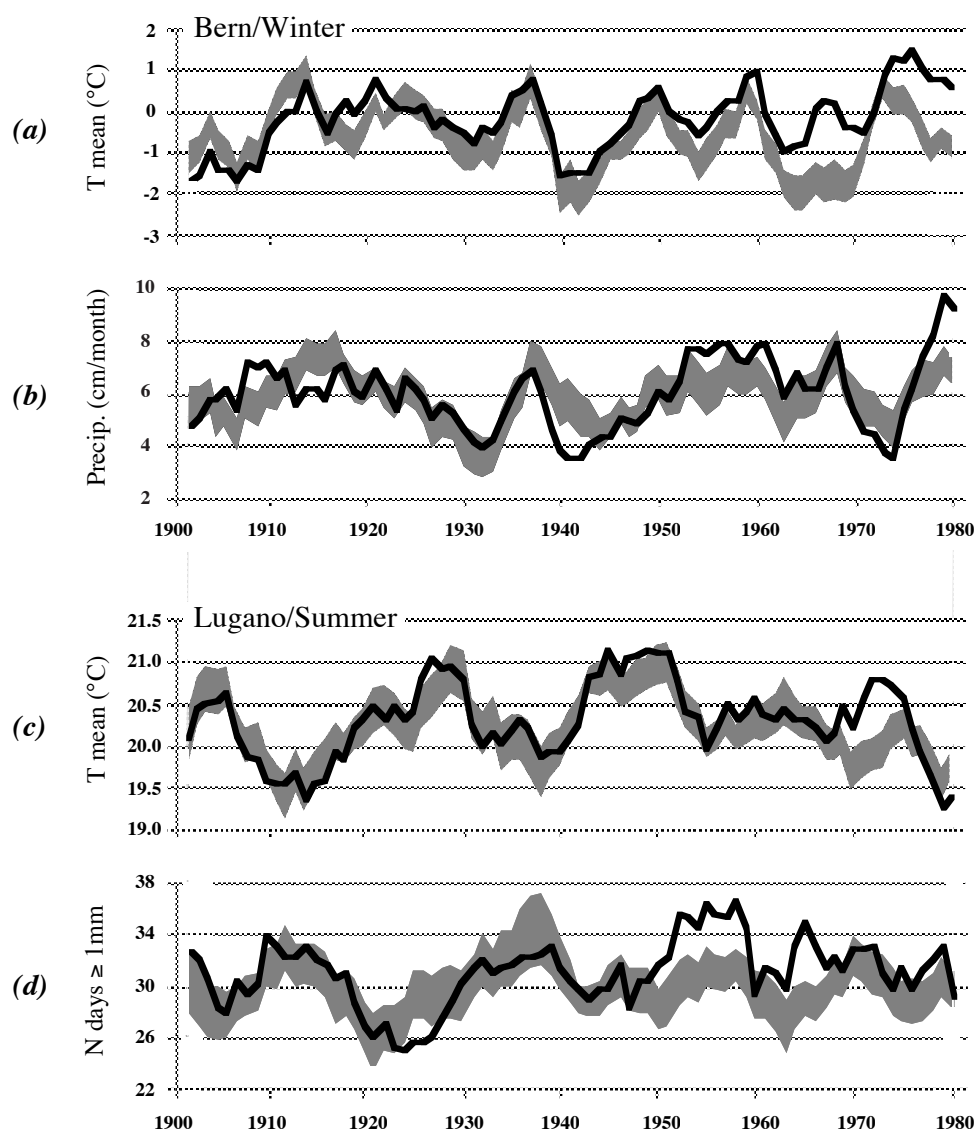 Bern/Winter
(a)
T mean (°C)
2
1
0
-1
-2
-3
(b)
Precip. (cm/month)
10
8
6
4
2
1900 1910 1920 1930 1940 1950 1960 1970 1980
Lugano/Summer
(c)
T mean (°C)
21.5
21.0
20.5
20.0
19.5
19.0
(d)
N days ≥ 1mm
38
34
30
26
22
1900 1910 1920 1930 1940 1950 1960 1970 1980